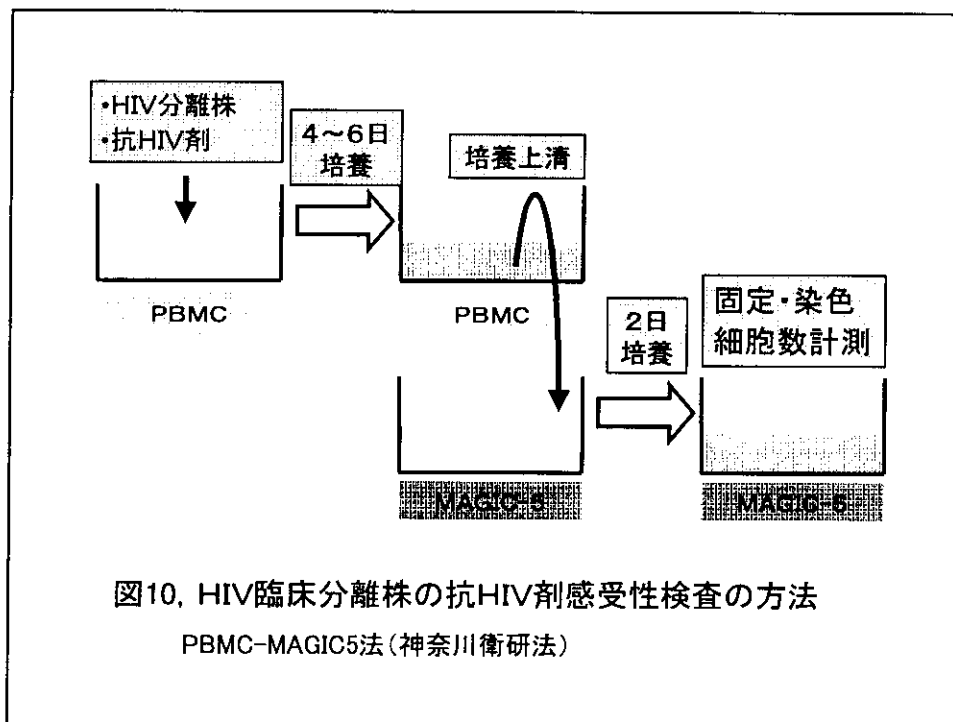 ・HIV分離株
・抗HIV剤
4～6日
培養
培養上清
PBMC
PBMC
2日
培養
固定・染色
細胞数計測
MAGIC-5
MAGIC-5
図10, HIV臨床分離株の抗HIV剤感受性検査の方法
PBMC-MAGIC5法(神奈川衛研法)